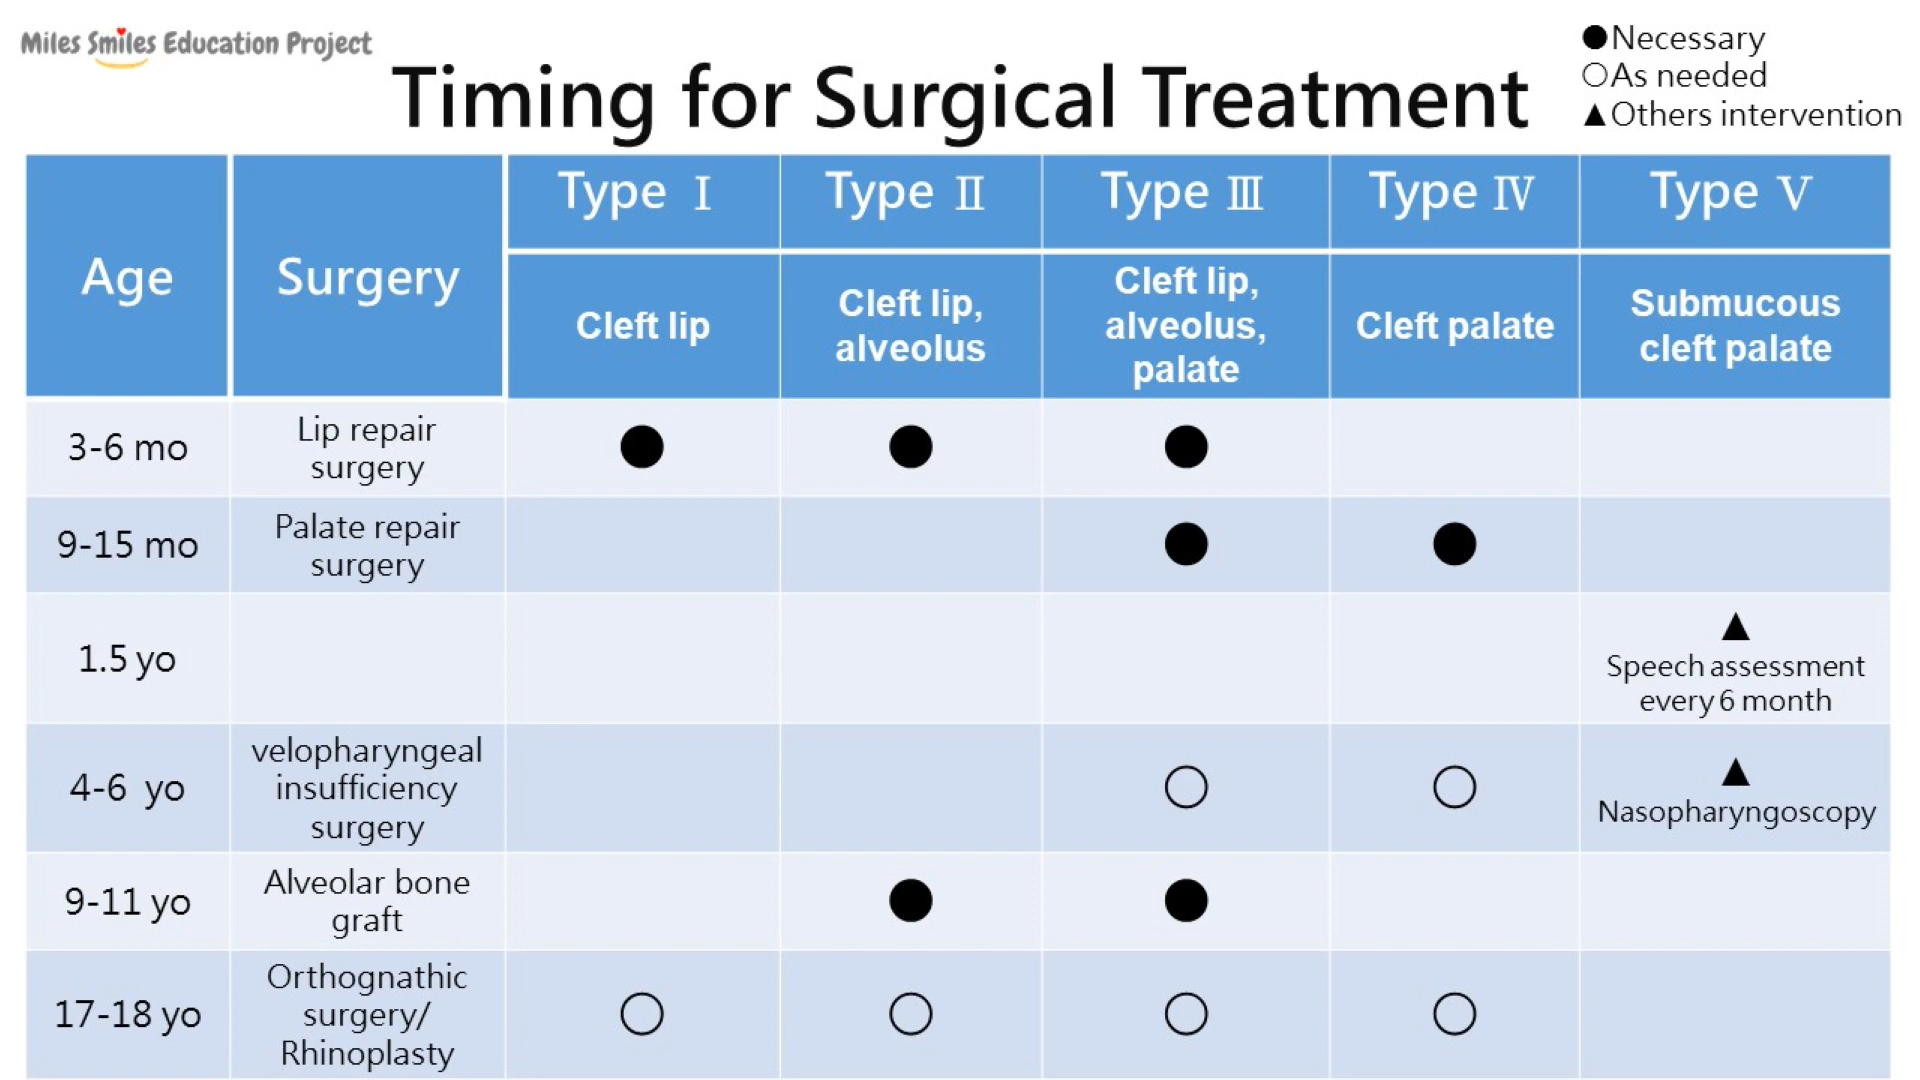 Miles Smiles Education Project
Timing for Surgical Treatment
●Necessary
○As needed
▲Others intervention
Age
Surgery
Type Ⅰ
Type Ⅱ
Type Ⅲ
Type Ⅳ
Type Ⅴ
Cleft lip
Cleft lip,
alveolus
Cleft lip,
alveolus,
palate
Cleft palate
Submucous
cleft palate
3-6 mo
Lip repair
surgery
● ● ●
9-15 mo
Palate repair
surgery
● ●
1.5 yo
▲
Speech assessment
every 6 month
4-6 yo
velopharyngeal
insufficiency
surgery
○ ○ ▲
Nasopharyngoscopy
9-11 yo
Alveolar bone
graft
● ●
17-18 yo
Orthognathic
surgery/
Rhinoplasty
○ ○ ○ ○